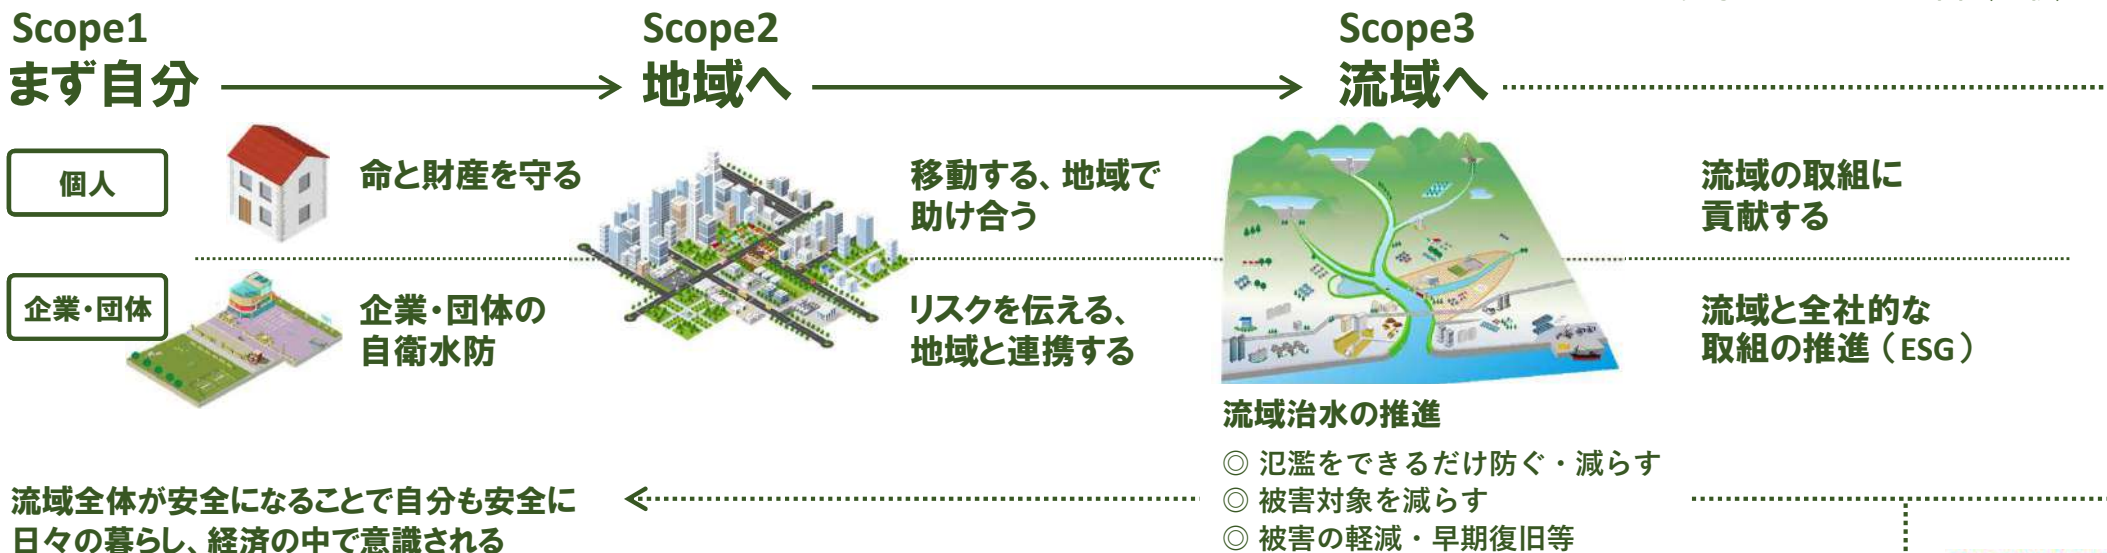 Scope1
まず自分
Scope2
地域へ
Scope3
流域へ
個人
命と財産を守る
移動する、地域で
助け合う
流域の取組に
貢献する
企業・団体
企業・団体の
自衛水防
リスクを伝える、
地域と連携する
流域と全社的な
取組の推進（ESG）
流域治水の推進
◎ 氾濫をできるだけ防ぐ・減らす
◎ 被害対象を減らす
◎ 被害の軽減・早期復旧等
流域全体が安全になることで自分も安全に
日々の暮らし、経済の中で意識される